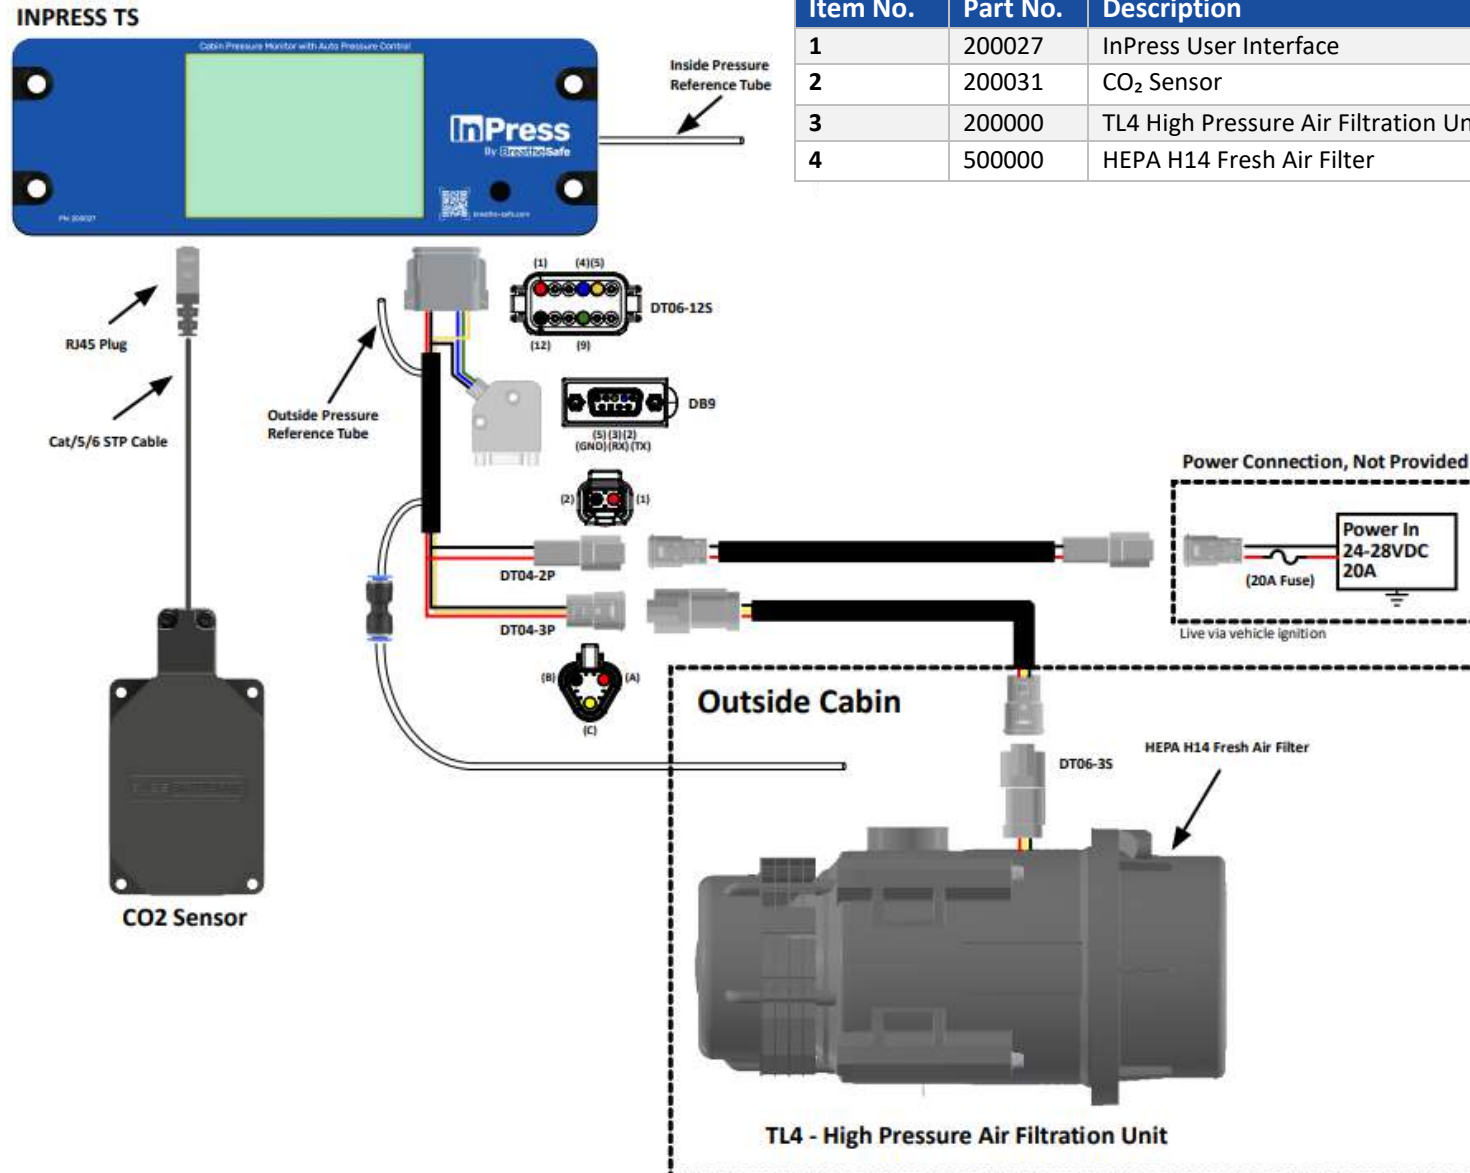 INPRESS TS
Cabin Pressure Monitor with Auto Pressure Control
InPress
By BreatheSafe
PN: 200027
breathe-safe.com
Inside Pressure
Reference Tube
Item No. Part No. Description
1 200027 InPress User Interface
2 200031 CO₂ Sensor
3 200000 TL4 High Pressure Air Filtration Un
4 500000 HEPA H14 Fresh Air Filter
RJ45 Plug
Cat/5/6 STP Cable
Outside Pressure
Reference Tube
(1) (4)(5)
DT06-12S
(12) (9)
DB9
(5)(3)(2)
(GND)(RX)(TX)
(2) (1)
DT04-2P
DT04-3P
(B) (A)
(C)
Power Connection, Not Provided
Power In
24-28VDC
20A
(20A Fuse)
Live via vehicle ignition
Outside Cabin
DT06-3S
HEPA H14 Fresh Air Filter
CO2 Sensor
TL4 - High Pressure Air Filtration Unit